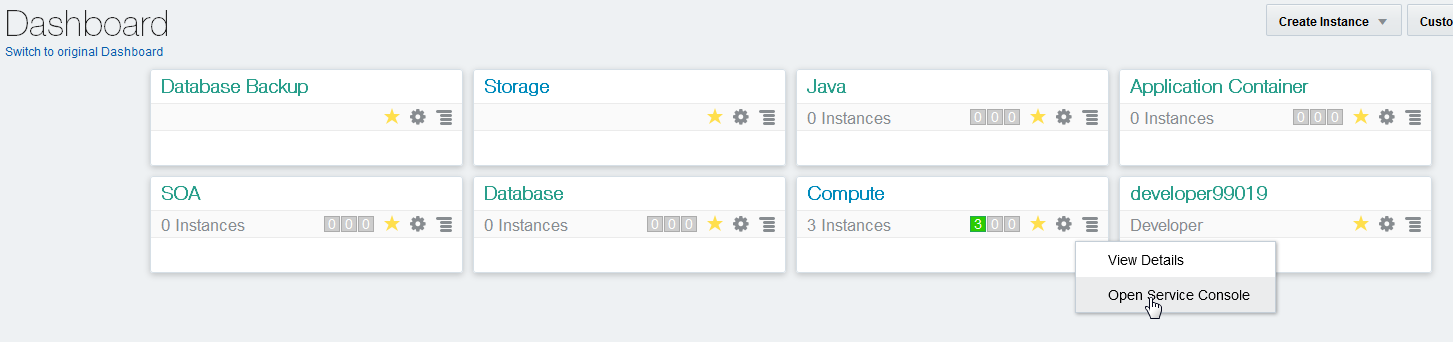 Dashboard
Switch to original Dashboard
Create Instance
Custo
Database Backup
Storage
Java
0 Instances
0 0 0
Application Container
0 Instances
0 0 0
SOA
0 Instances
0 0 0
Database
0 Instances
0 0 0
Compute
3 Instances
3 0 0
developer99019
Developer
View Details
Open Service Console